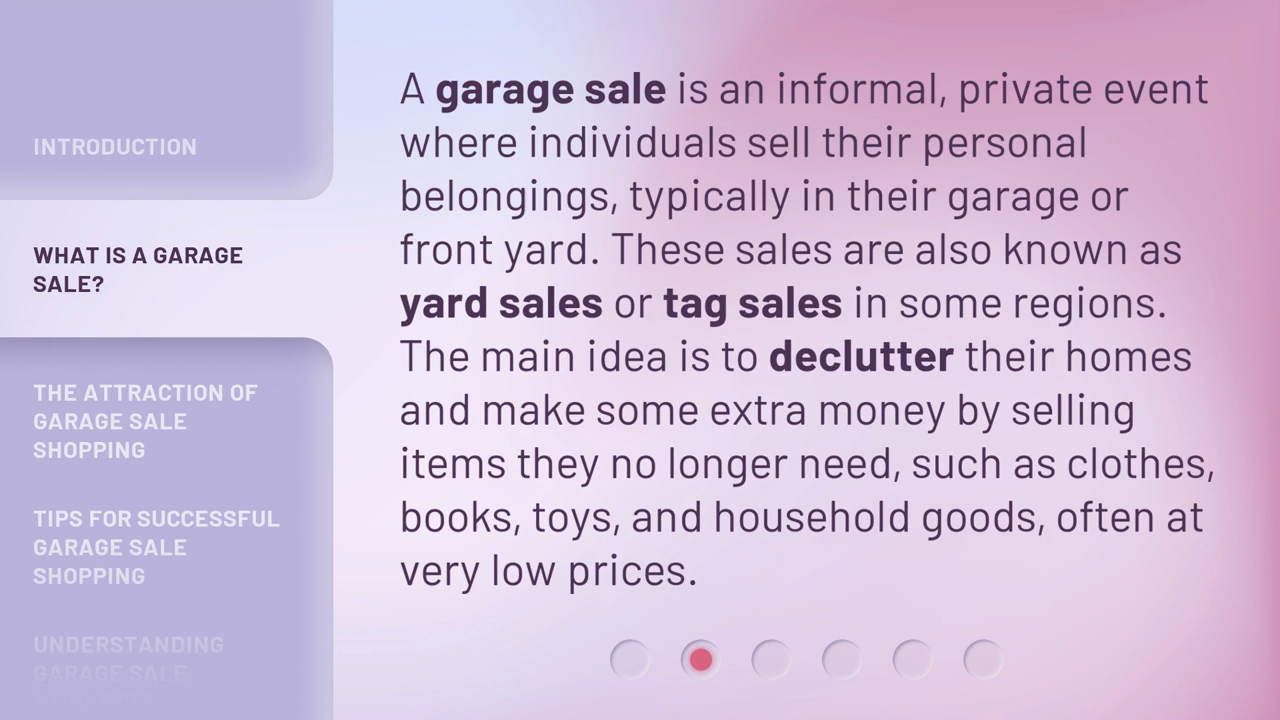 INTRODUCTION
WHAT IS A GARAGE
SALE?
THE ATTRACTION OF
GARAGE SALE
SHOPPING
TIPS FOR SUCCESSFUL
GARAGE SALE
SHOPPING
UNDERSTANDING
GARAGE SALE
A garage sale is an informal, private event
where individuals sell their personal
belongings, typically in their garage or
front yard. These sales are also known as
yard sales or tag sales in some regions.
The main idea is to declutter their homes
and make some extra money by selling
items they no longer need, such as clothes,
books, toys, and household goods, often at
very low prices.